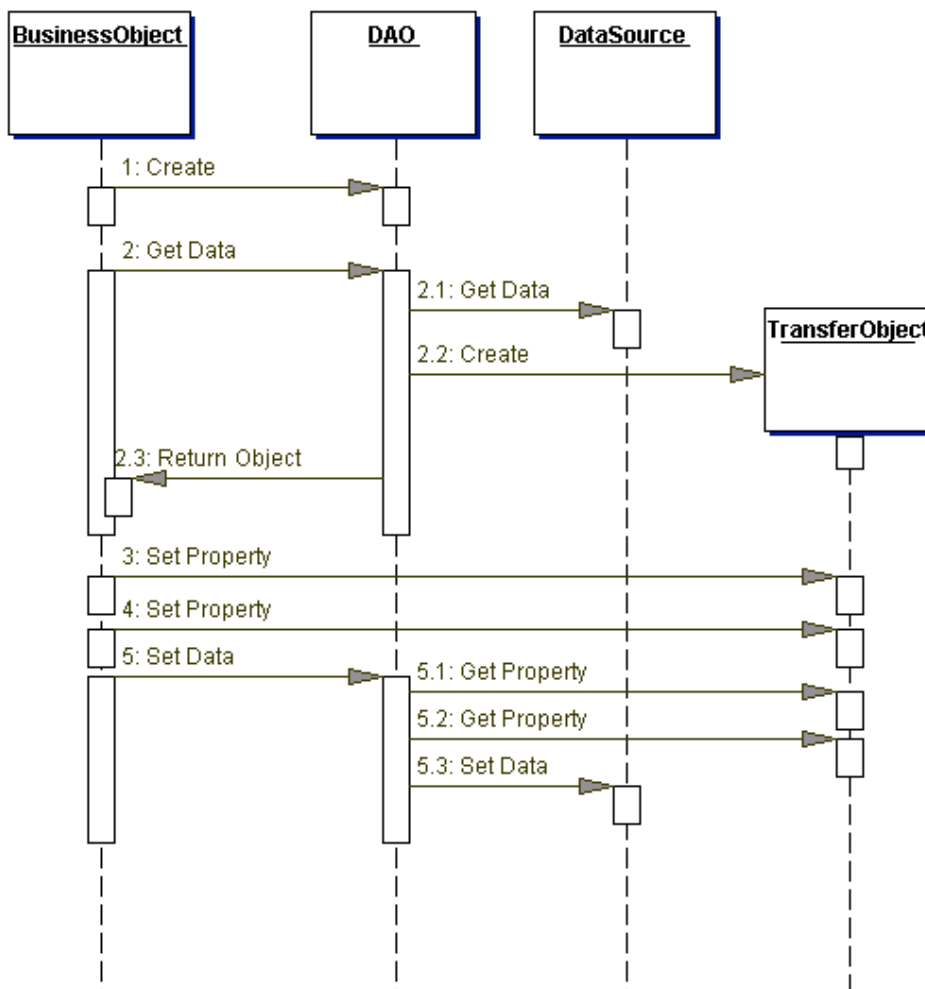 BusinessObject
DAO
DataSource
1: Create
2: Get Data
2.1: Get Data
TransferObject
2.2: Create
2.3: Return Object
3: Set Property
4: Set Property
5: Set Data
5.1: Get Property
5.2: Get Property
5.3: Set Data